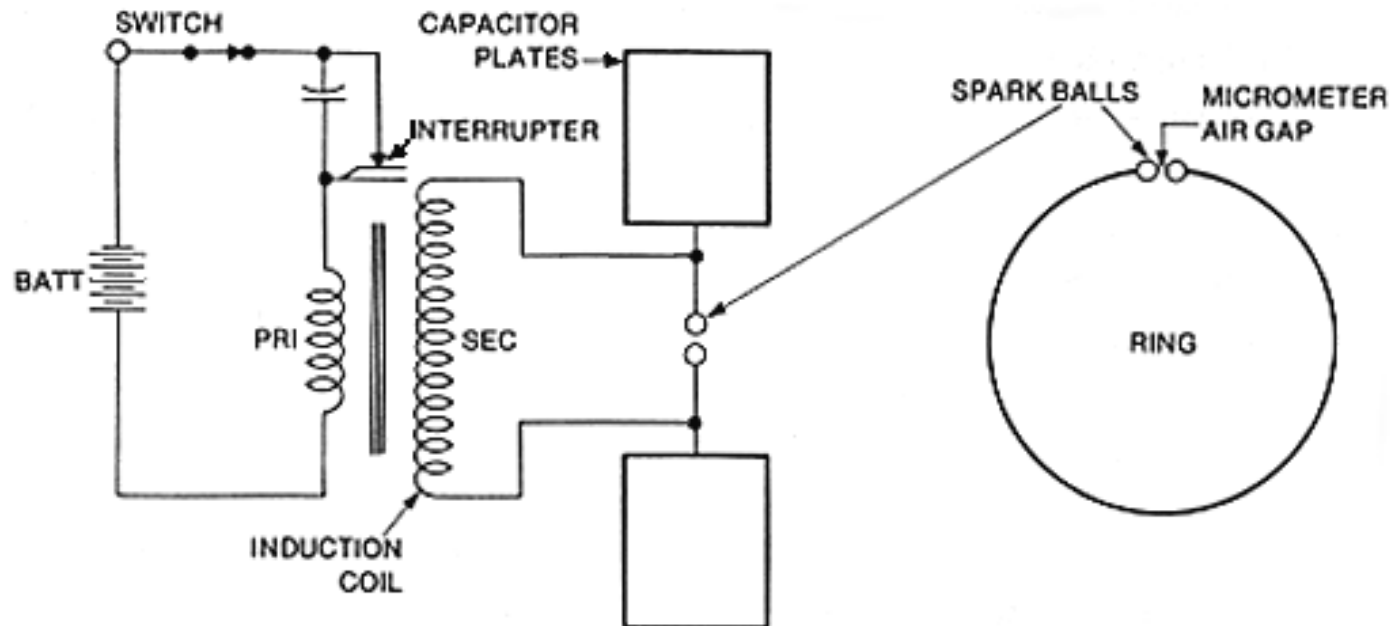 SWITCH
CAPACITOR
PLATES
SPARK BALLS
MICROMETER
AIR GAP
INTERRUPTER
BATT
PRI
SEC
RING
INDUCTION
COIL